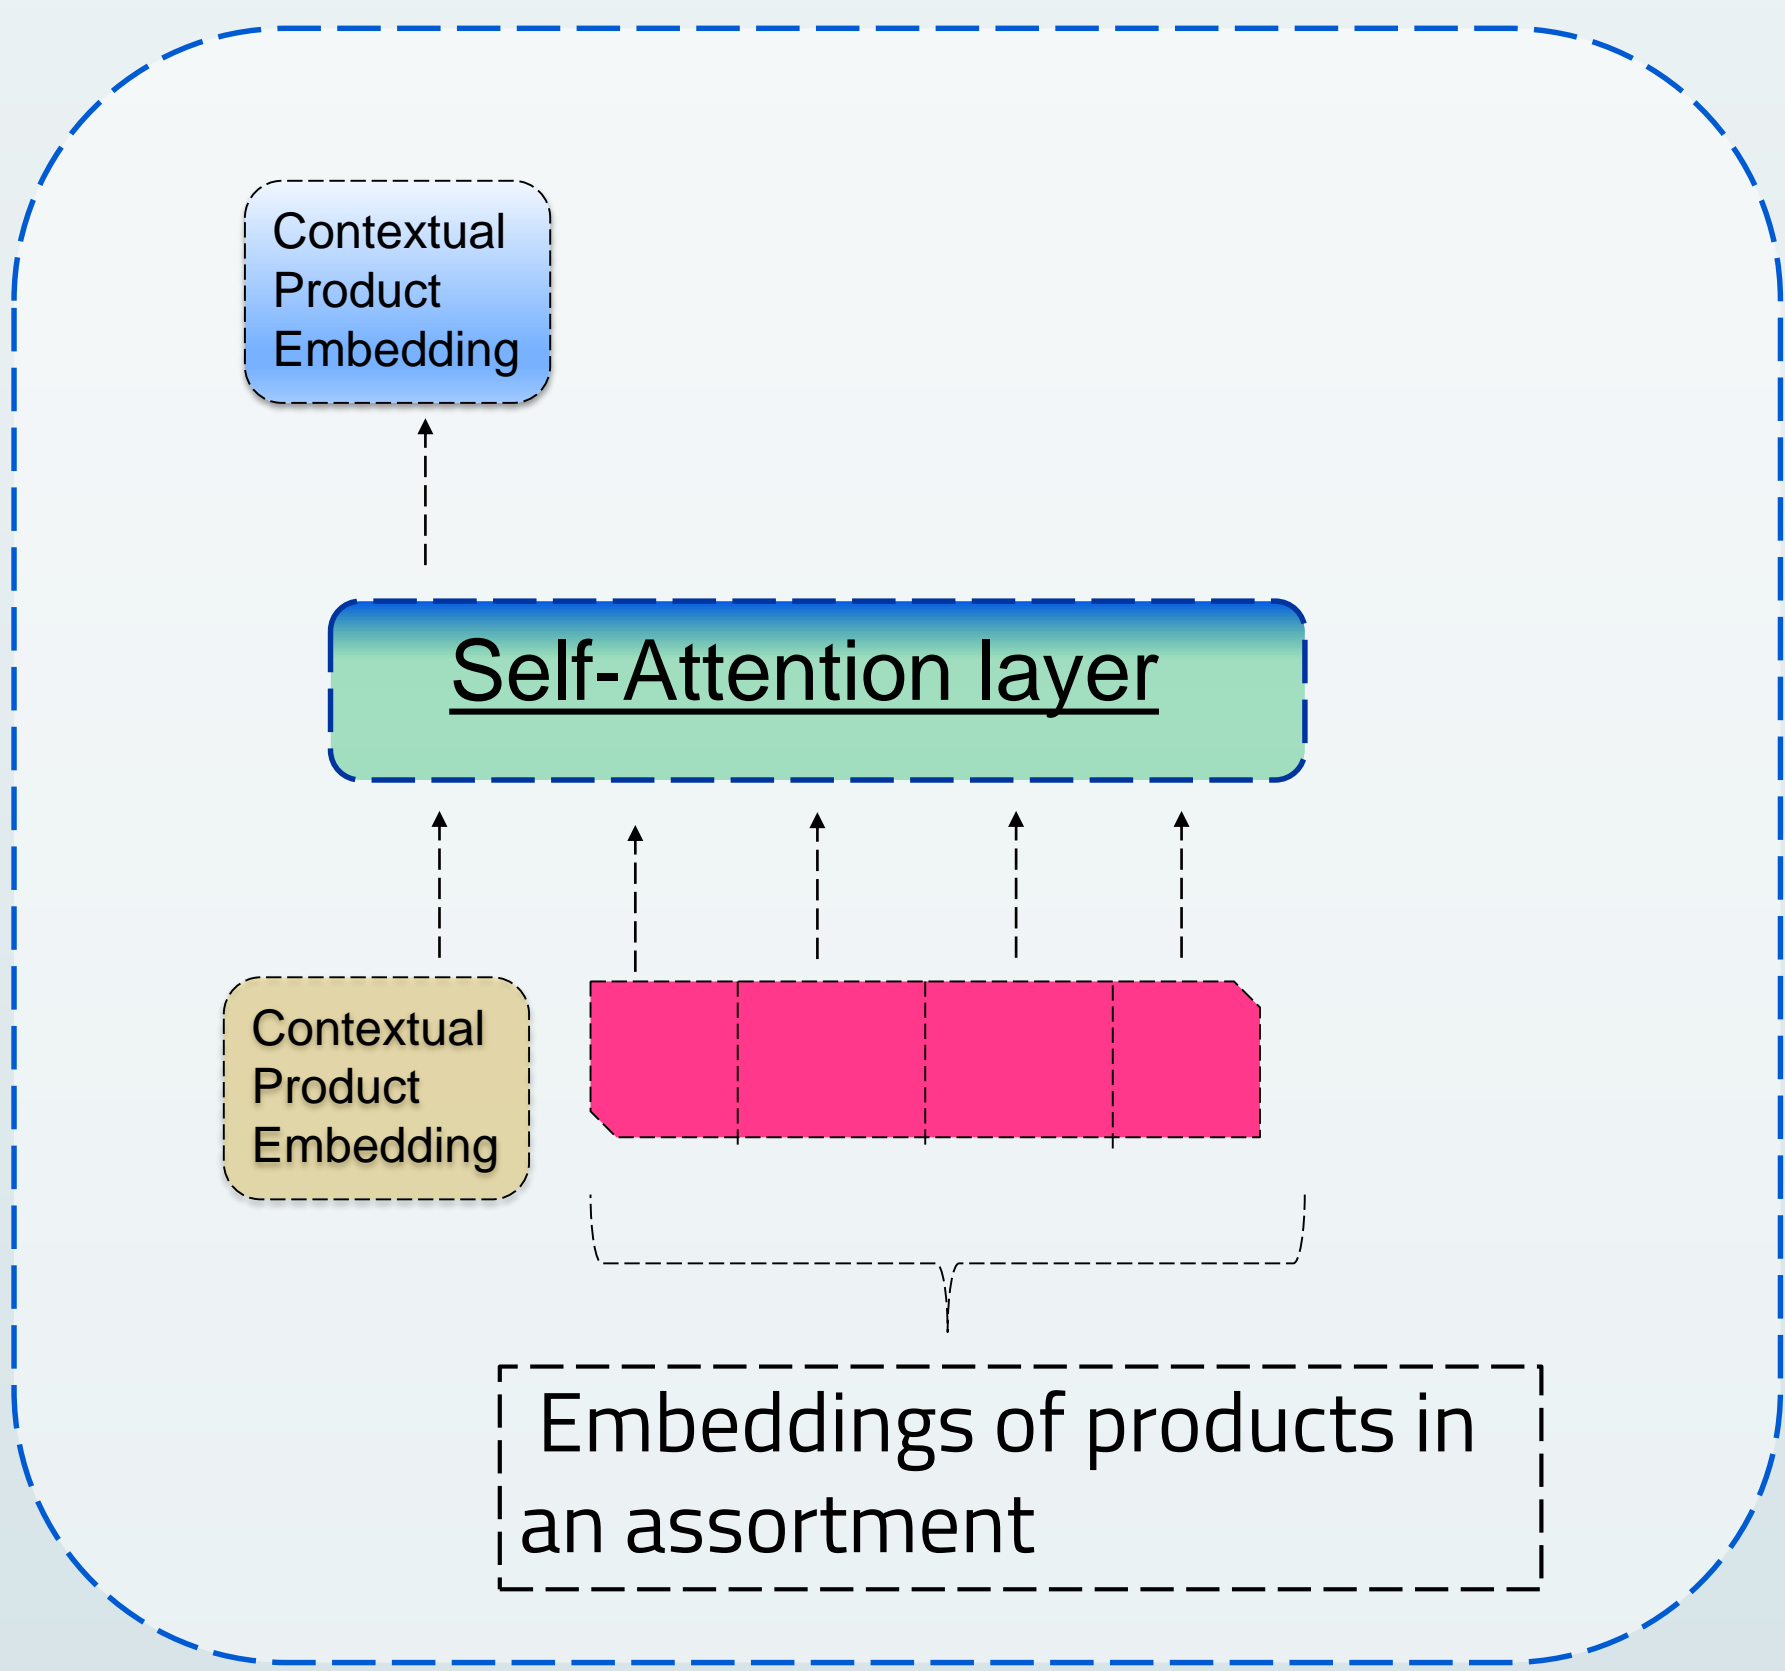 Contextual
Product
Embedding
Self-Attention layer
Contextual
Product
Embedding
Embeddings of products in
an assortment